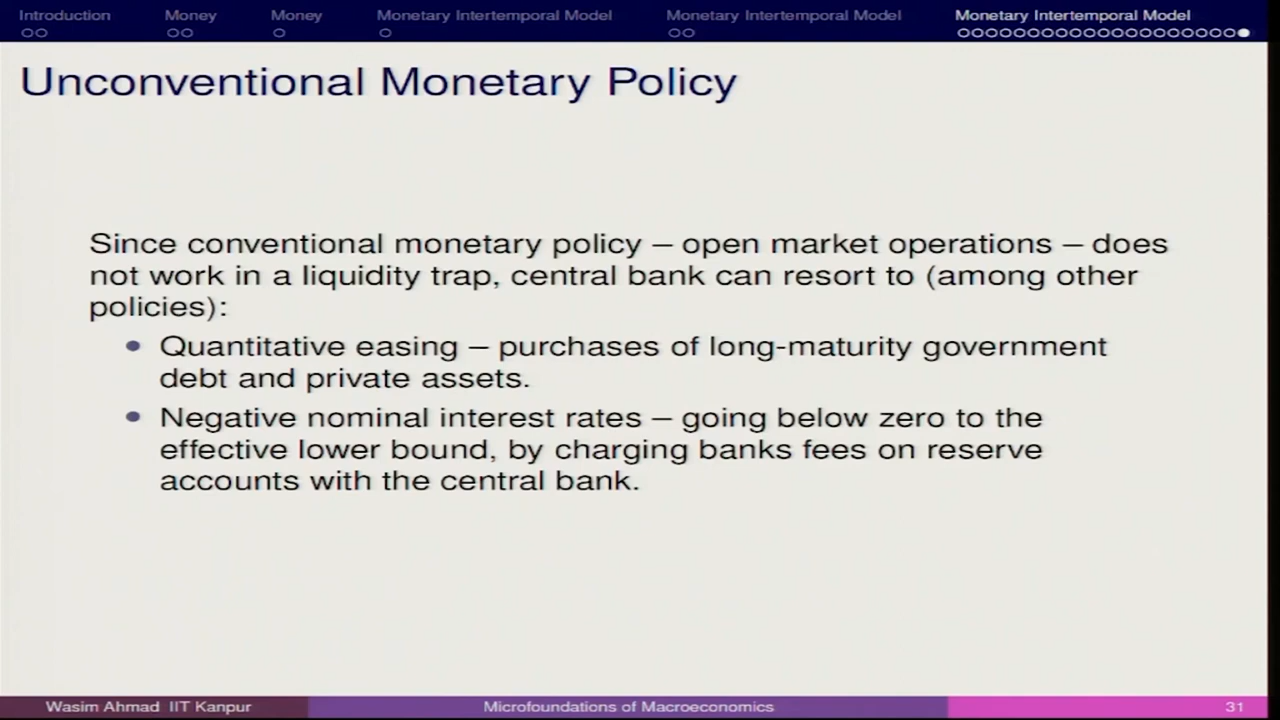 Introduction Money Money Monetary Intertemporal Model Monetary Intertemporal Model Monetary Intertemporal Model
Unconventional Monetary Policy
Since conventional monetary policy – open market operations – does
not work in a liquidity trap, central bank can resort to (among other
policies):
Quantitative easing – purchases of long-maturity government
debt and private assets.
Negative nominal interest rates – going below zero to the
effective lower bound, by charging banks fees on reserve
accounts with the central bank.
Wasim Ahmad IIT Kanpur Microfoundations of Macroeconomics 31